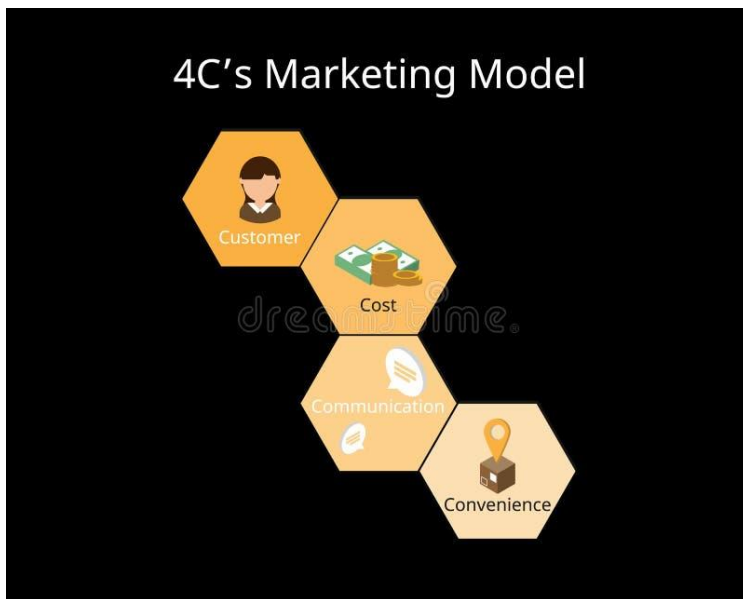 4C’s Marketing Model
Customer
Cost
dreamstime.
Communication
Convenience